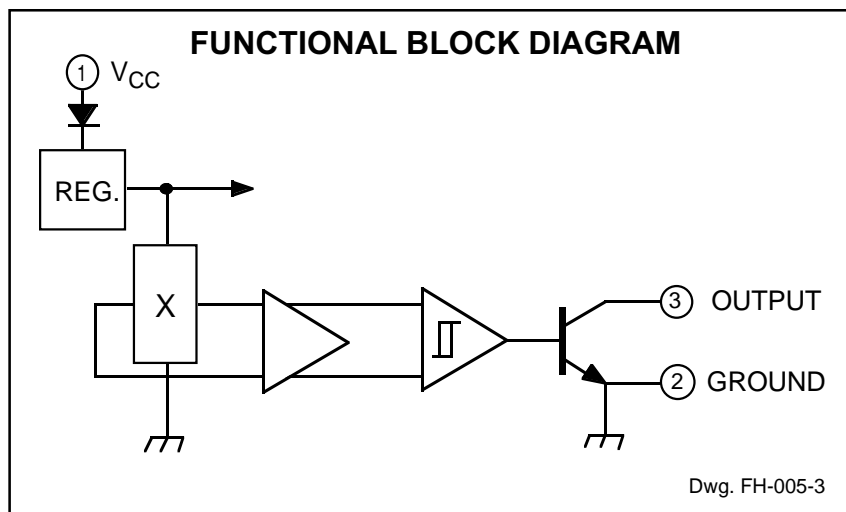 FUNCTIONAL BLOCK DIAGRAM
1 VCC
REG.
X
3 OUTPUT
2 GROUND
Dwg. FH-005-3